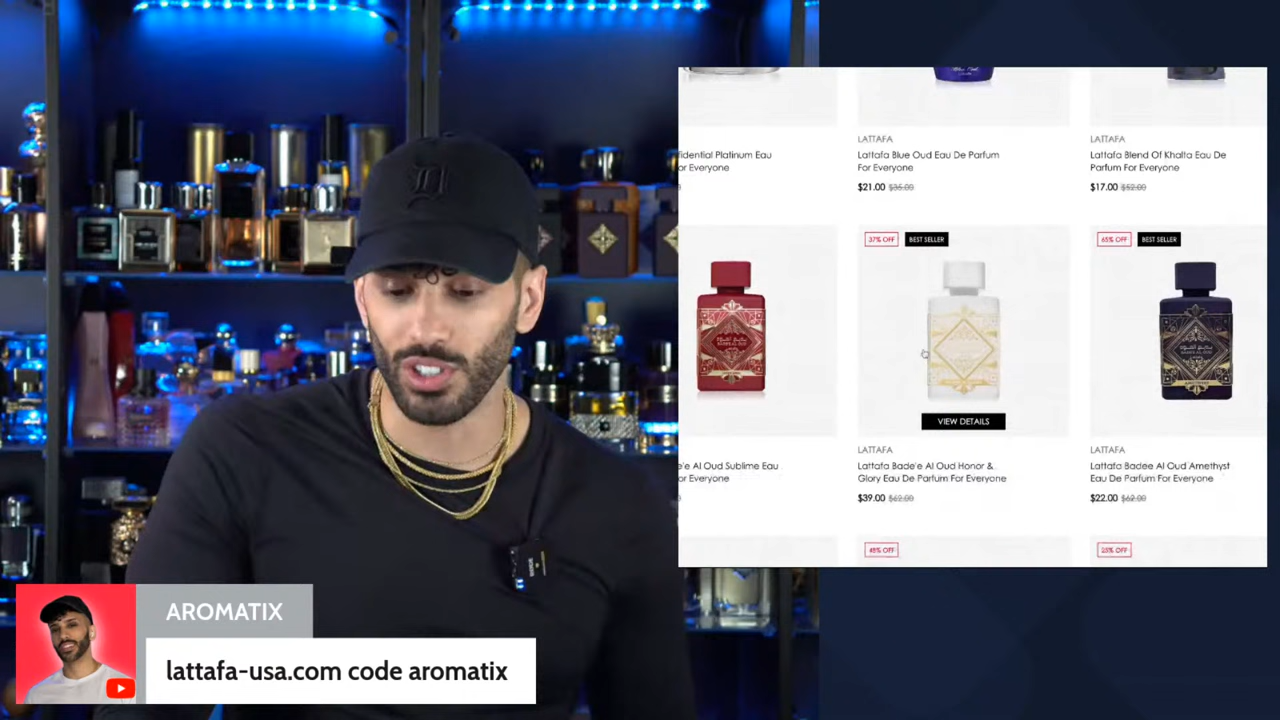 LATTAFA
LATTAFA
fidential Platinum Eau
or Everyone
Lattafa Blue Oud Eau De Parfum
For Everyone
Lattafa Blend Of Khalta Eau De
Parfum For Everyone
$21.00 $35.00
$17.00 $52.00
37% OFF BEST SELLER
65% OFF BEST SELLER
VIEW DETAILS
LATTAFA
LATTAFA
e'e Al Oud Sublime Eau
or Everyone
Lattafa Bade'e Al Oud Honor &
Glory Eau De Parfum For Everyone
Lattafa Badee Al Oud Amethyst
Eau De Parfum For Everyone
$39.00 $62.00
$22.00 $62.00
48% OFF
25% OFF
AROMATIX
lattafa-usa.com code aromatix